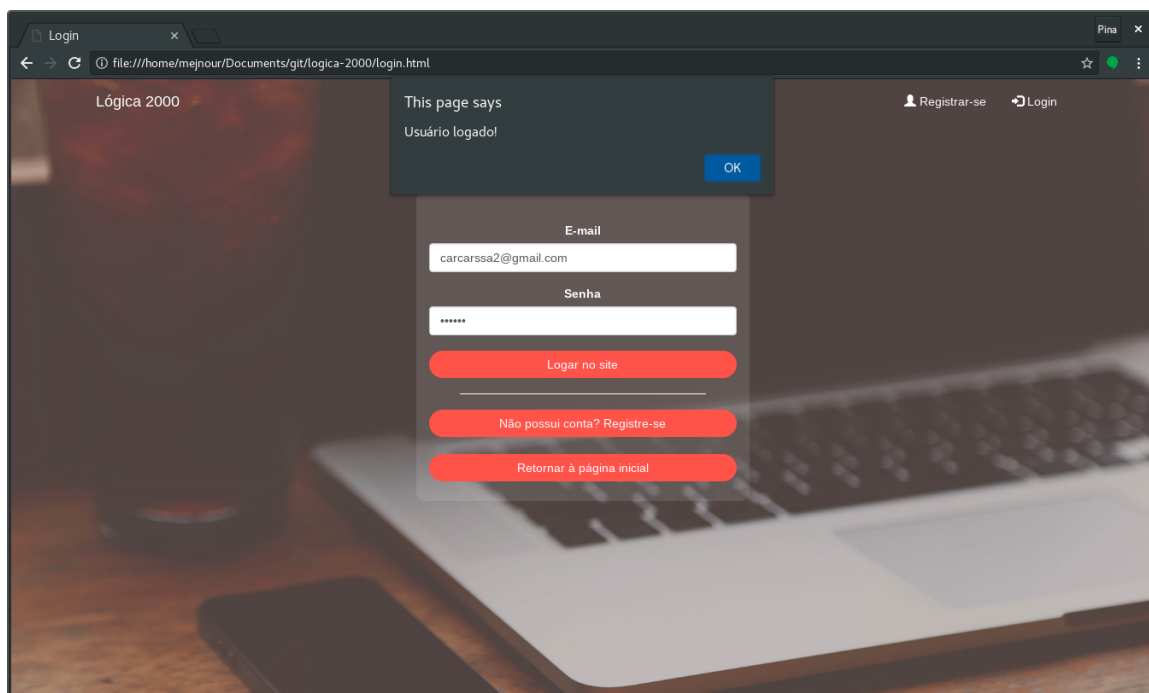 Login
Pina
file:///home/mejnour/Documents/git/logica-2000/login.html
Lógica 2000
This page says
Usuário logado!
OK
Registrar-se
Login
E-mail
carcarssa2@gmail.com
Senha
••••••
Logar no site
Não possui conta? Registre-se
Retornar à página inicial